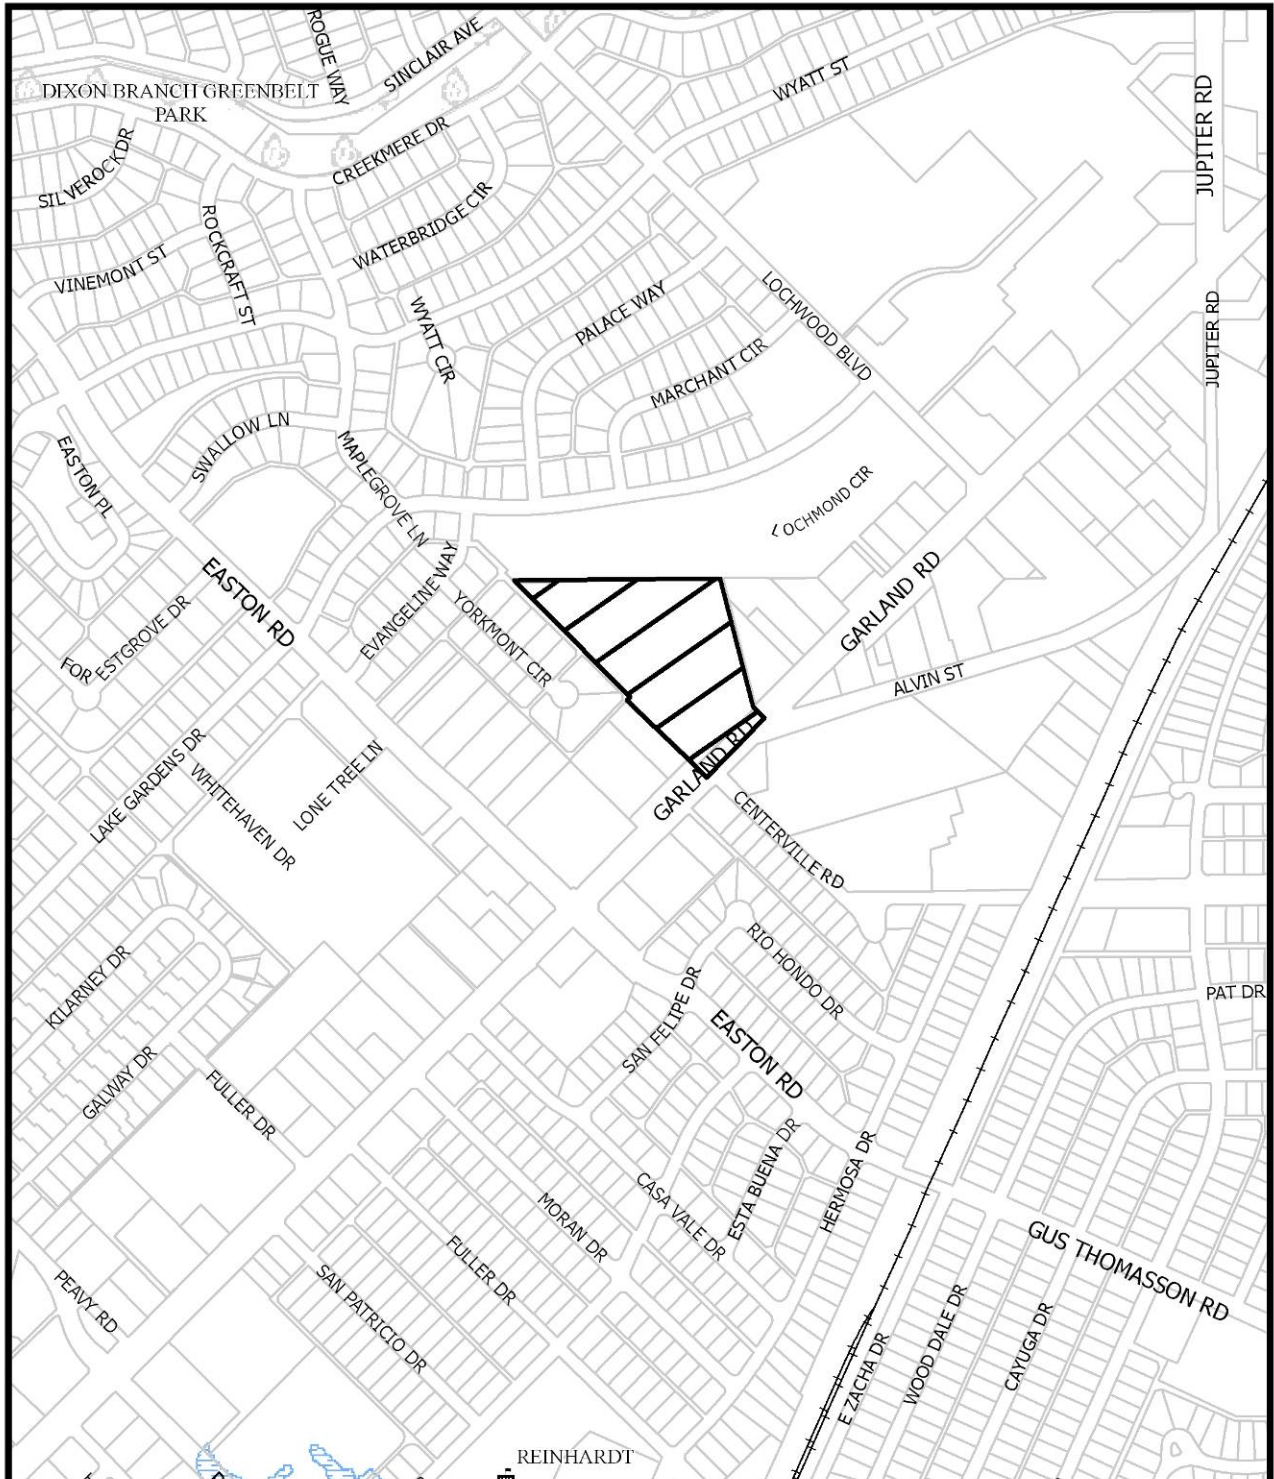 ROGUE WAY
SINCLAIR AVE
WYATT ST
JUPITER RD
DIXON BRANCH GREENBELT
PARK
CREEKMERE DR
SILVEROCK DR
WATERBRIDGE CIR
ROCKCRAFT ST
VINEMONT ST
LOCHWOOD BLVD
PALACE WAY
WYATT CIR
JUPITER RD
MARCHANT CIR
SWALLOW LN
MAPLEGROVE LN
EASTON PL
OCHMOND CIR
EASTON RD
EVANGELINE WAY
GARLAND RD
YORKMONT CIR
FORESTGROVE DR
ALVIN ST
GARLAND RD
LAKE GARDENS DR
WHITEHAVEN DR
LONE TREE LN
CENTERVILLE RD
RIO HONDO DR
KILARNEY DR
SAN FELIPE DR
PAT DR
EASTON RD
GALWAY DR
FULLER DR
ESTA BUENA DR
HERMOSA DR
CASA VALE DR
MORAN DR
GUS THOMASSON RD
FULLER DR
PEAVY RD
SAN PATRICIO DR
WOOD DALE DR
CAYUGA DR
E ZACHA DR
REINHARDT